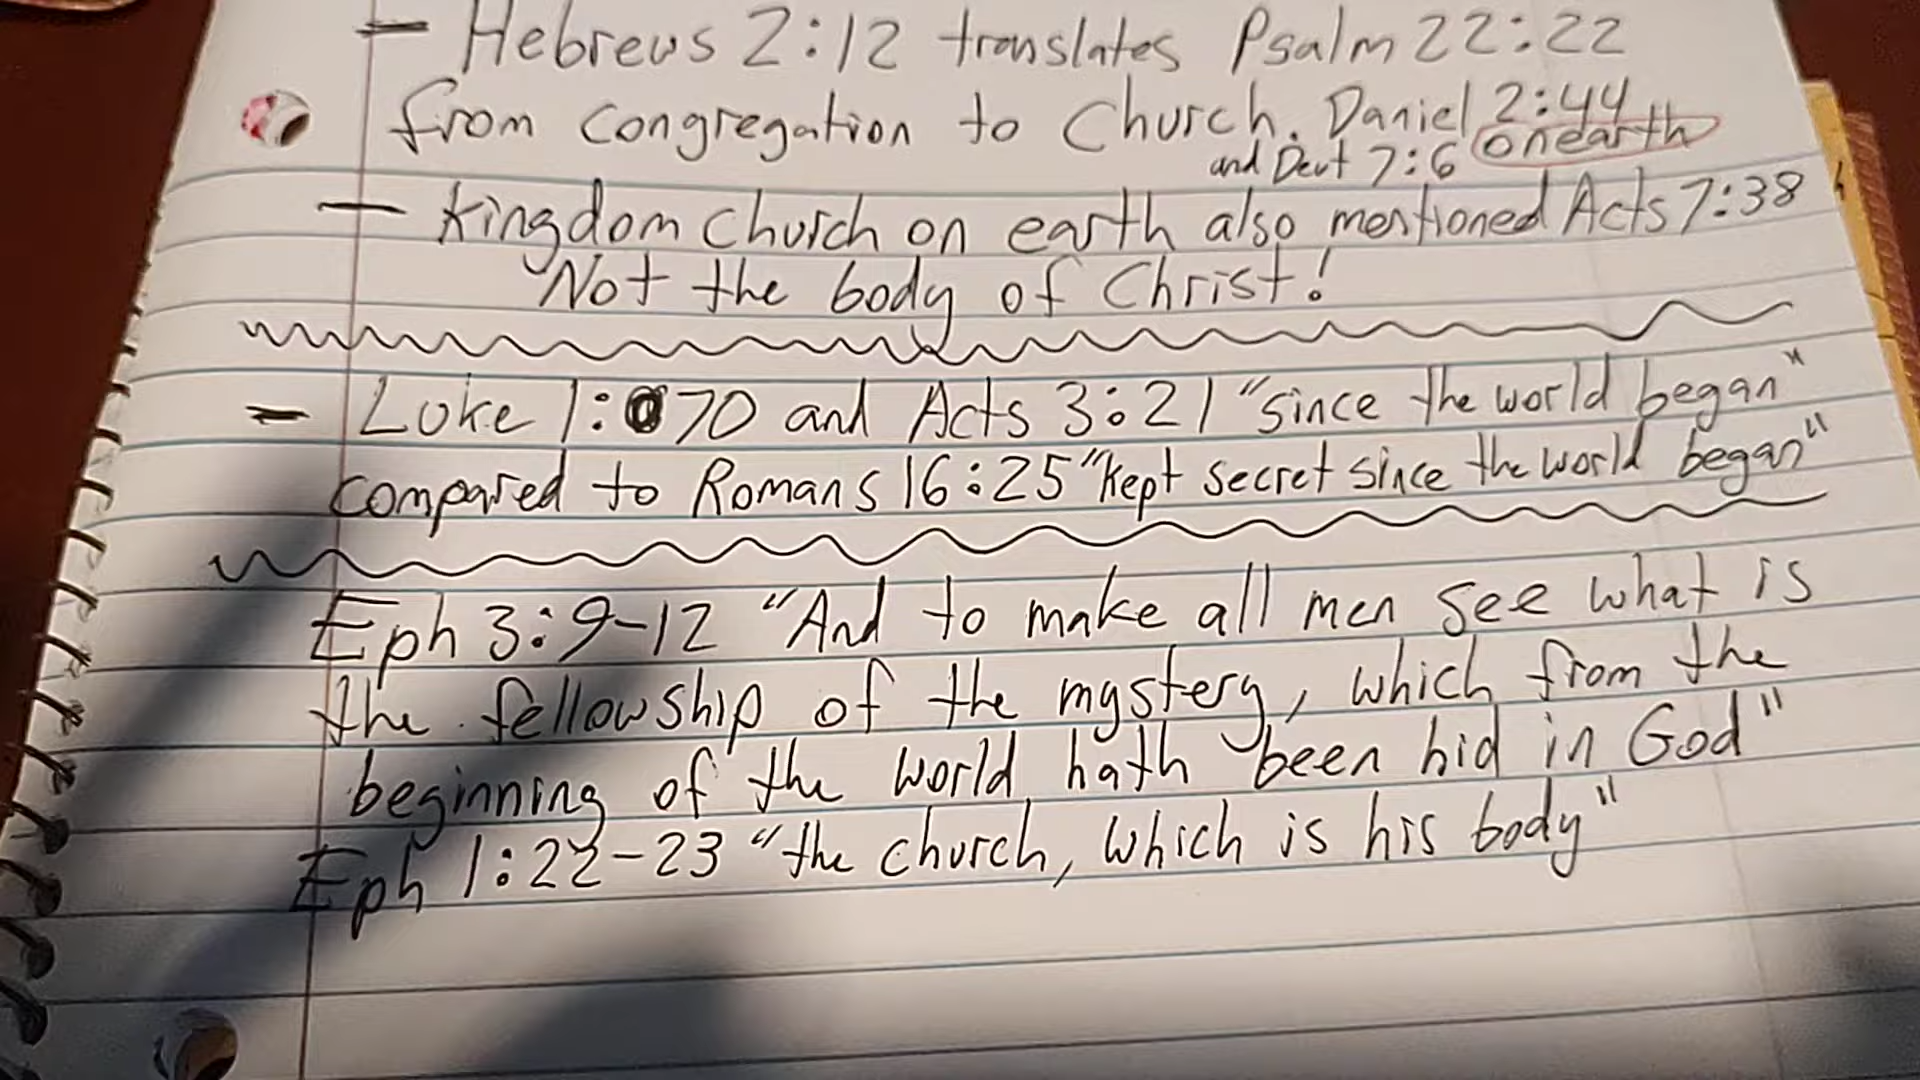 - Hebrews 2:12 translates Psalm 22:22
from congregation to Church. Daniel 2:44
and Deut 7:6 on earth
- Kingdom church on earth also mentioned Acts 7:38
Not the body of Christ!
- Luke 1:70 and Acts 3:21 "since the world began"
compared to Romans 16:25 "kept secret since the world began"
Eph 3:9-12 "And to make all men see what is
the fellowship of the mystery, which from the
beginning of the world hath been hid in God"
Eph 1:22-23 "the church, which is his body"